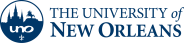 uno
THE UNIVERSITY of
NEW ORLEANS